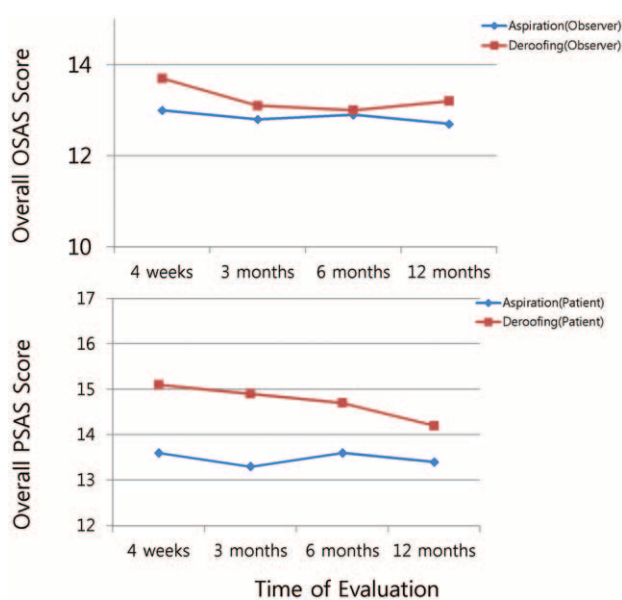 Aspiration(Observer)
Deroofing(Observer)
Overall OSAS Score
14
12
10
4 weeks 3 months 6 months 12 months
Aspiration(Patient)
Deroofing(Patient)
Overall PSAS Score
17
16
15
14
13
12
4 weeks 3 months 6 months 12 months
Time of Evaluation